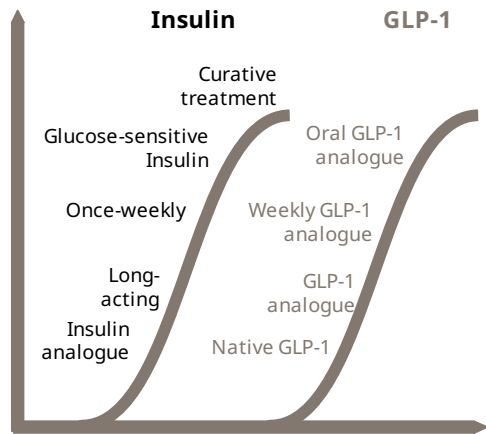 Insulin
GLP-1
Curative
treatment
Glucose-sensitive
Insulin
Once-weekly
Long-
acting
Insulin
analogue
Oral GLP-1
analogue
Weekly GLP-1
analogue
GLP-1
analogue
Native GLP-1